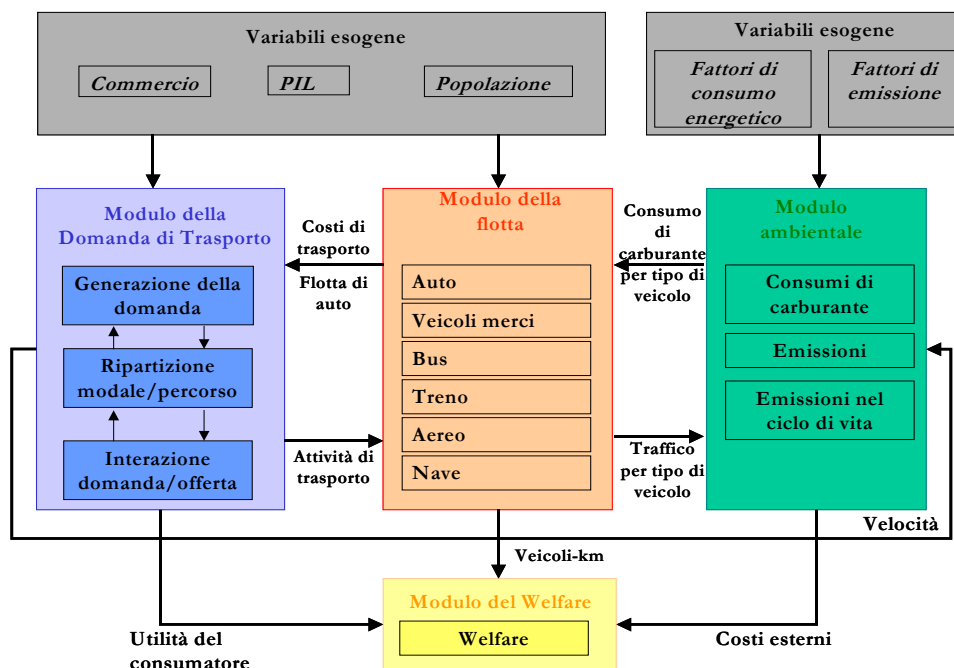 Variabili esogene
Commercio
PIL
Popolazione
Variabili esogene
Fattori di
consumo
energetico
Fattori di
emissione
Modulo della
Domanda di Trasporto
Generazione della
domanda
Ripartizione
modale/percorso
Interazione
domanda/offerta
Costi di
trasporto
Flotta di
auto
Attività di
trasporto
Modulo della
flotta
Auto
Veicoli merci
Bus
Treno
Aereo
Nave
Consumo
di
carburante
per tipo di
veicolo
Traffico
per tipo di
veicolo
Modulo
ambientale
Consumi di
carburante
Emissioni
Emissioni nel
ciclo di vita
Velocità
Veicoli-km
Modulo del Welfare
Welfare
Utilità del
consumatore
Costi esterni